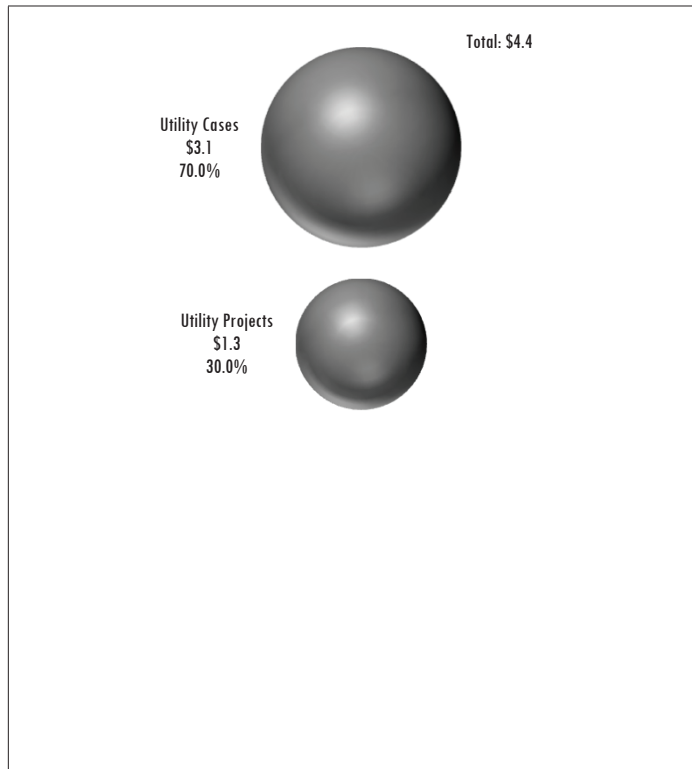 Total: $4.4
Utility Cases
$3.1
70.0%
Utility Projects
$1.3
30.0%